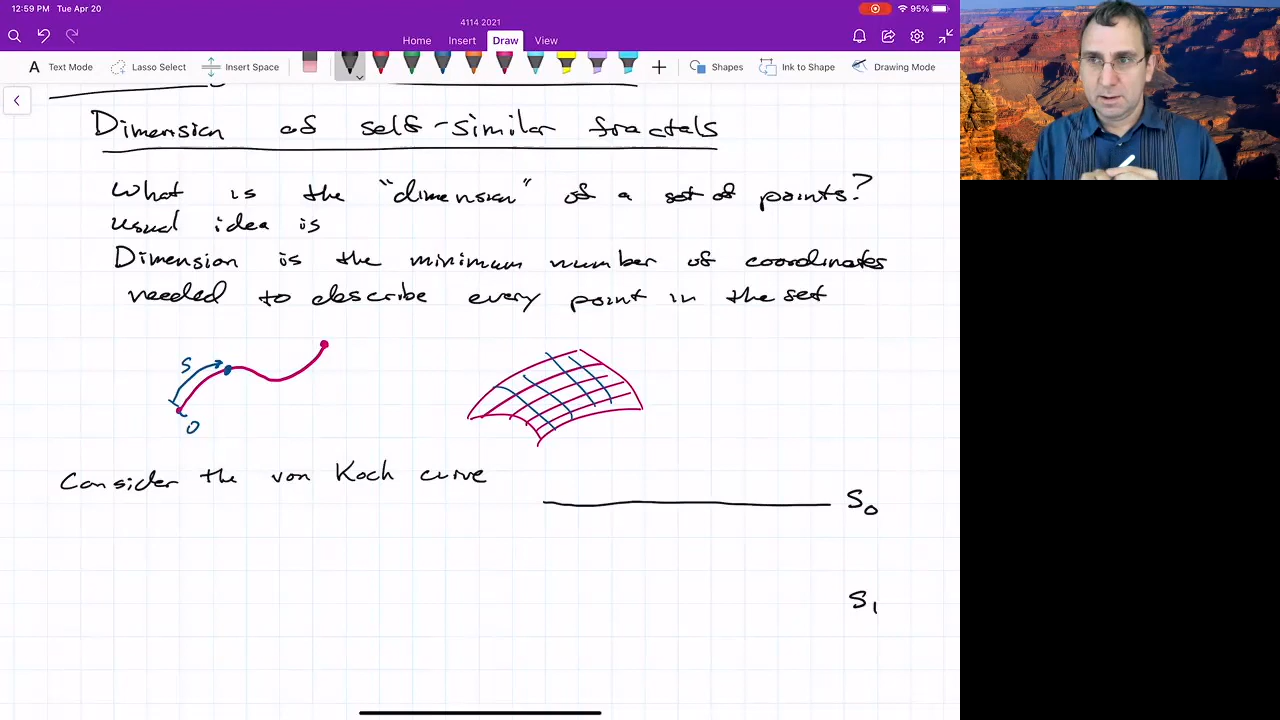 12:59 PM Tue Apr 20
95%
4114 2021
Home Insert Draw View
Text Mode Lasso Select Insert Space Shapes Ink to Shape Drawing Mode
Dimension of self-similar fractals
What is the "dimension" of a set of points?
Usual idea is
Dimension is the minimum number of coordinates
needed to describe every point in the set
S
0
Consider the von Koch curve
S0
S1